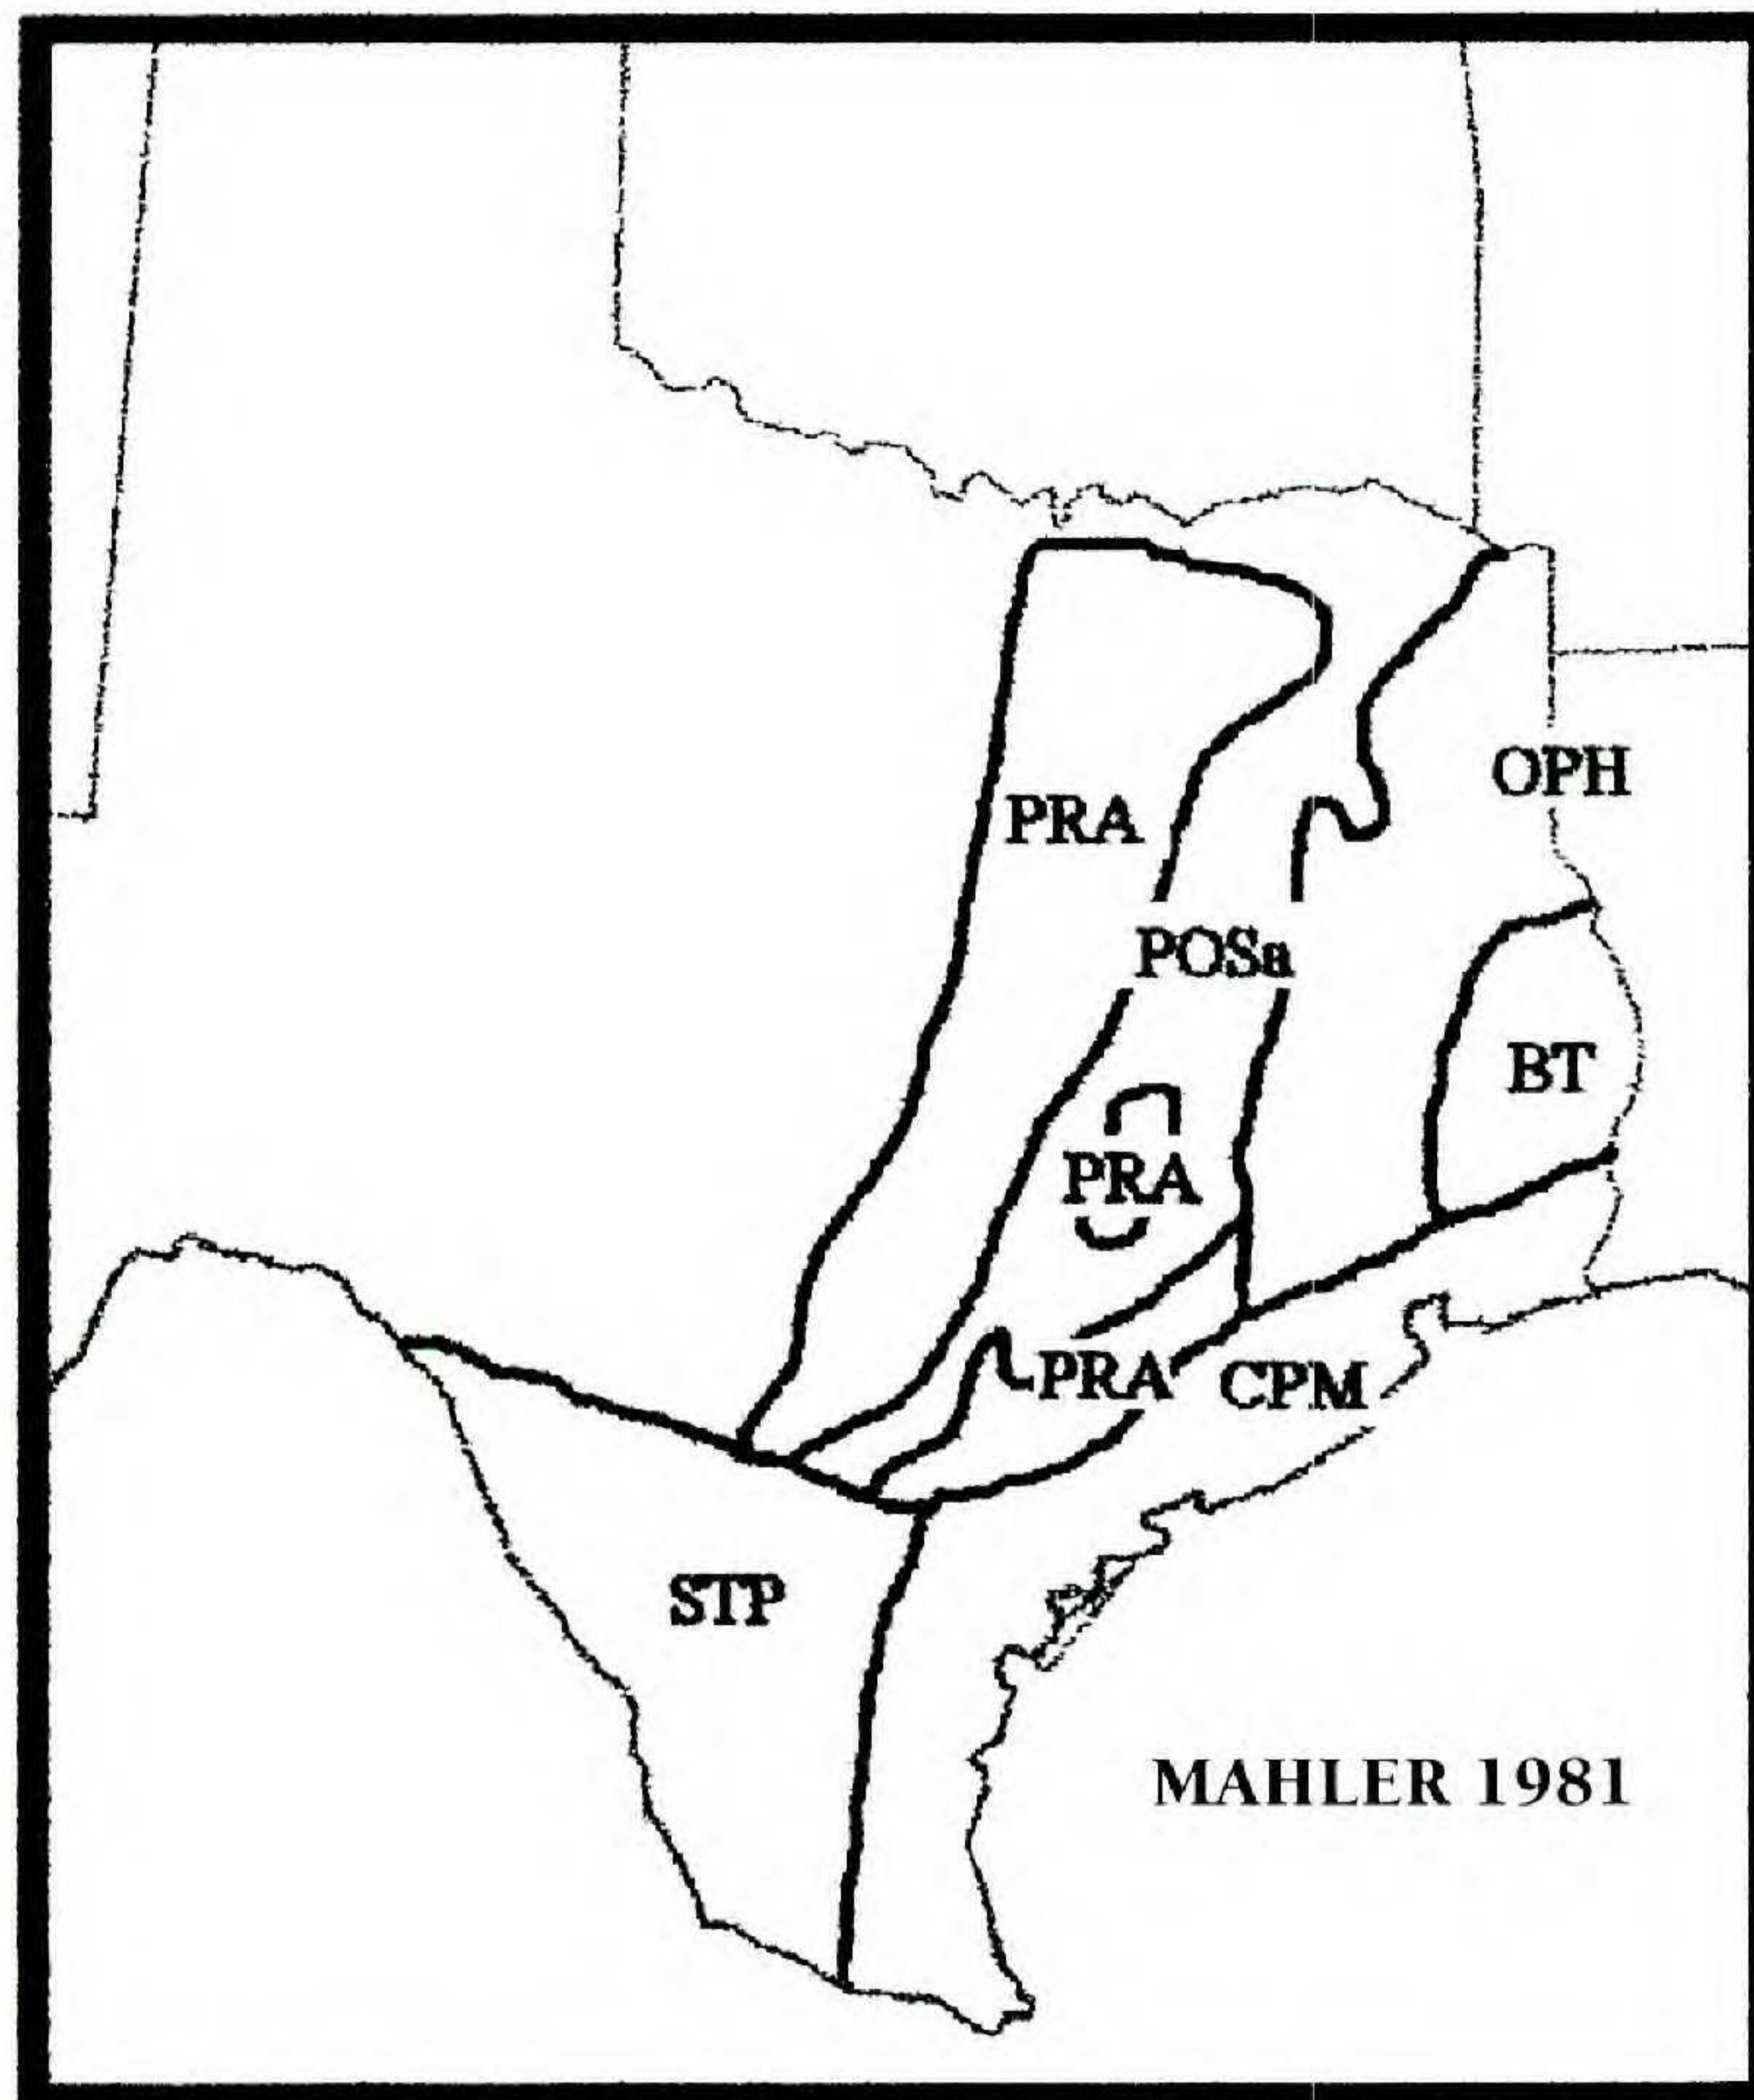 OPH
PRA
POSa
BT
PRA
PRA
CPM
STP
MAHLER 1981